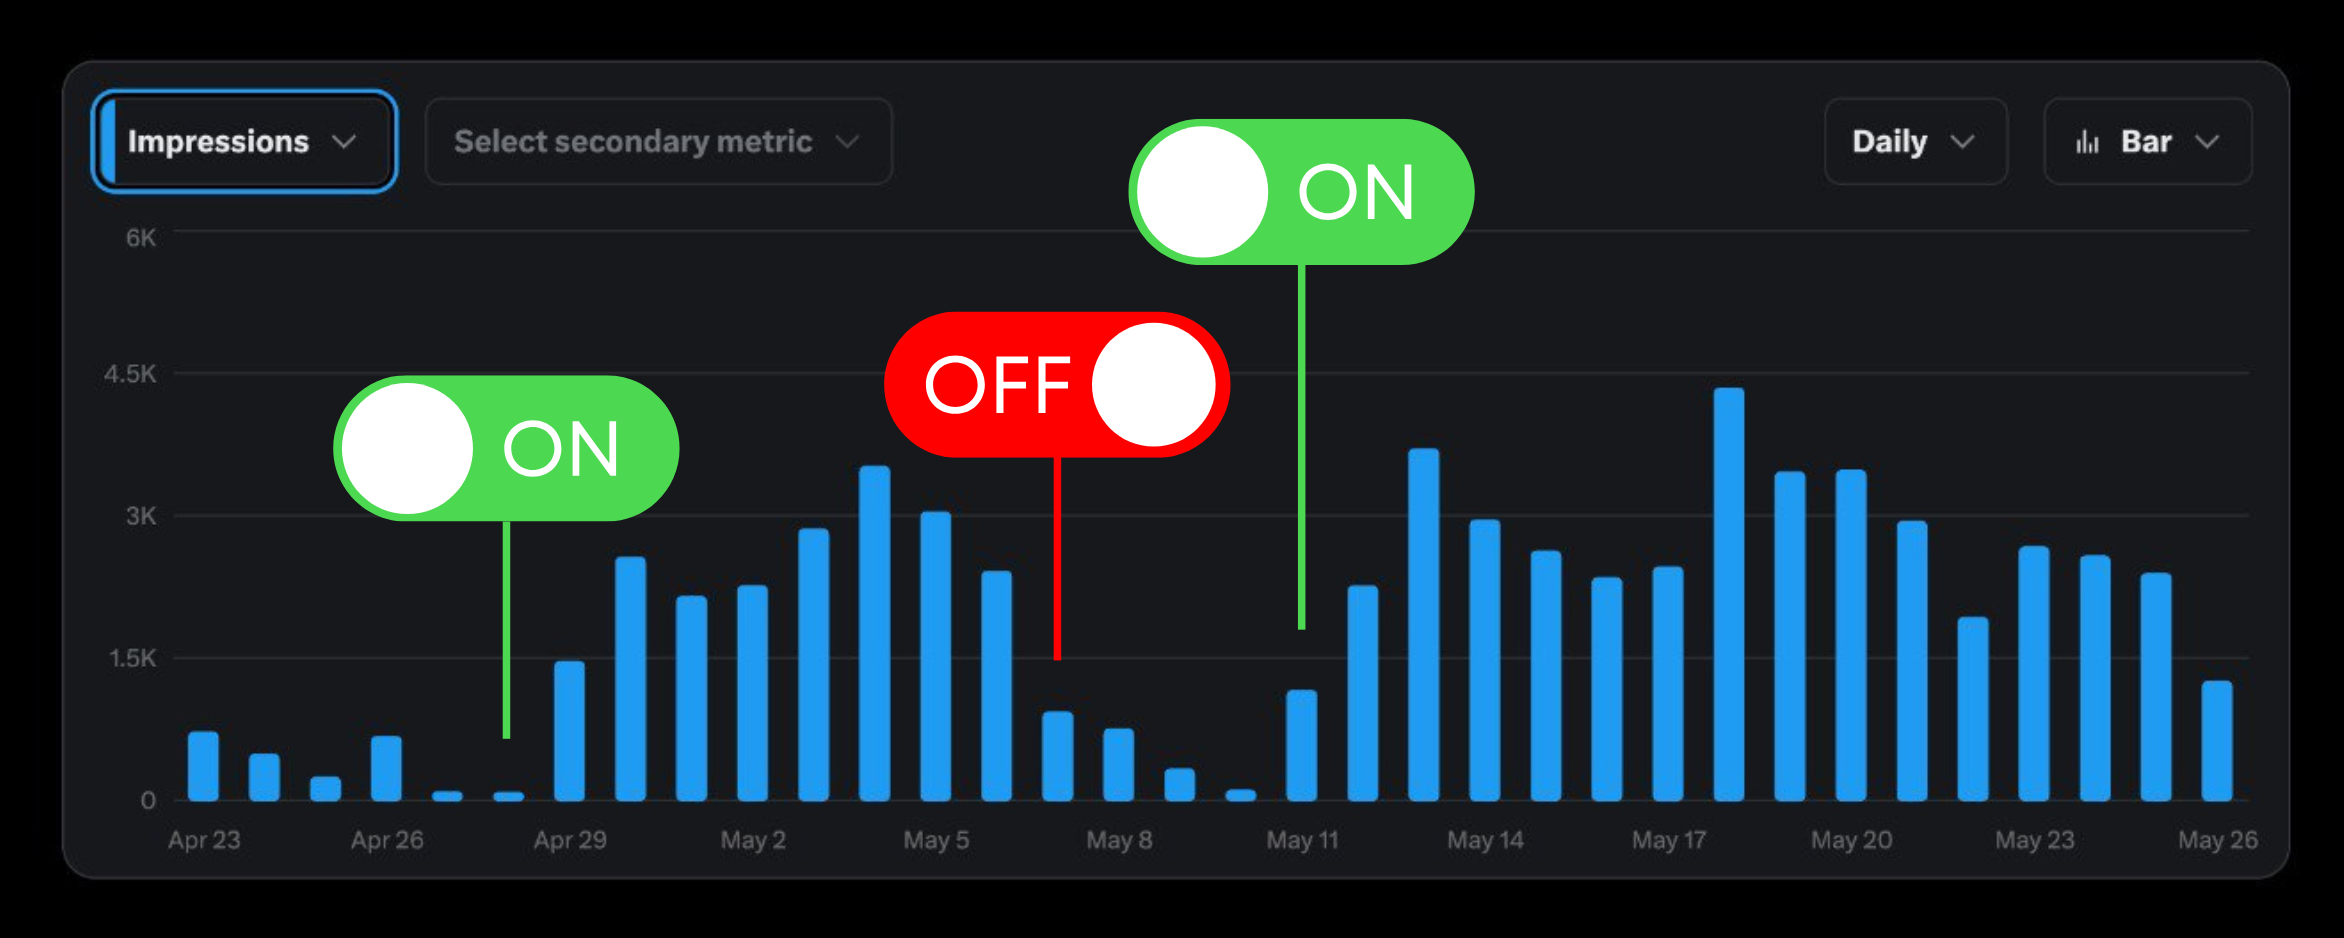 Impressions
Select secondary metric
Daily
Bar
ON
OFF
ON
6K
4.5K
3K
1.5K
0
Apr 23
Apr 26
Apr 29
May 2
May 5
May 8
May 11
May 14
May 17
May 20
May 23
May 26